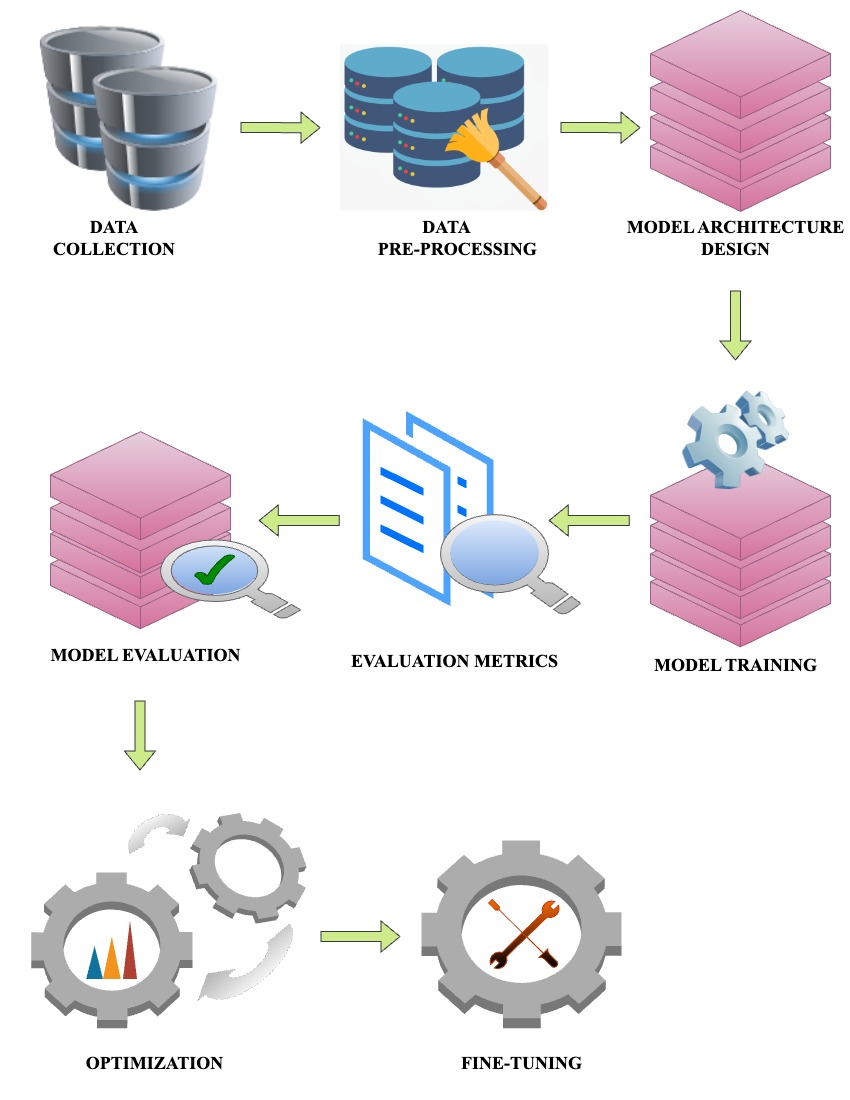 DATA
COLLECTION
DATA
PRE-PROCESSING
MODEL ARCHITECTURE
DESIGN
MODEL EVALUATION
EVALUATION METRICS
MODEL TRAINING
OPTIMIZATION
FINE-TUNING